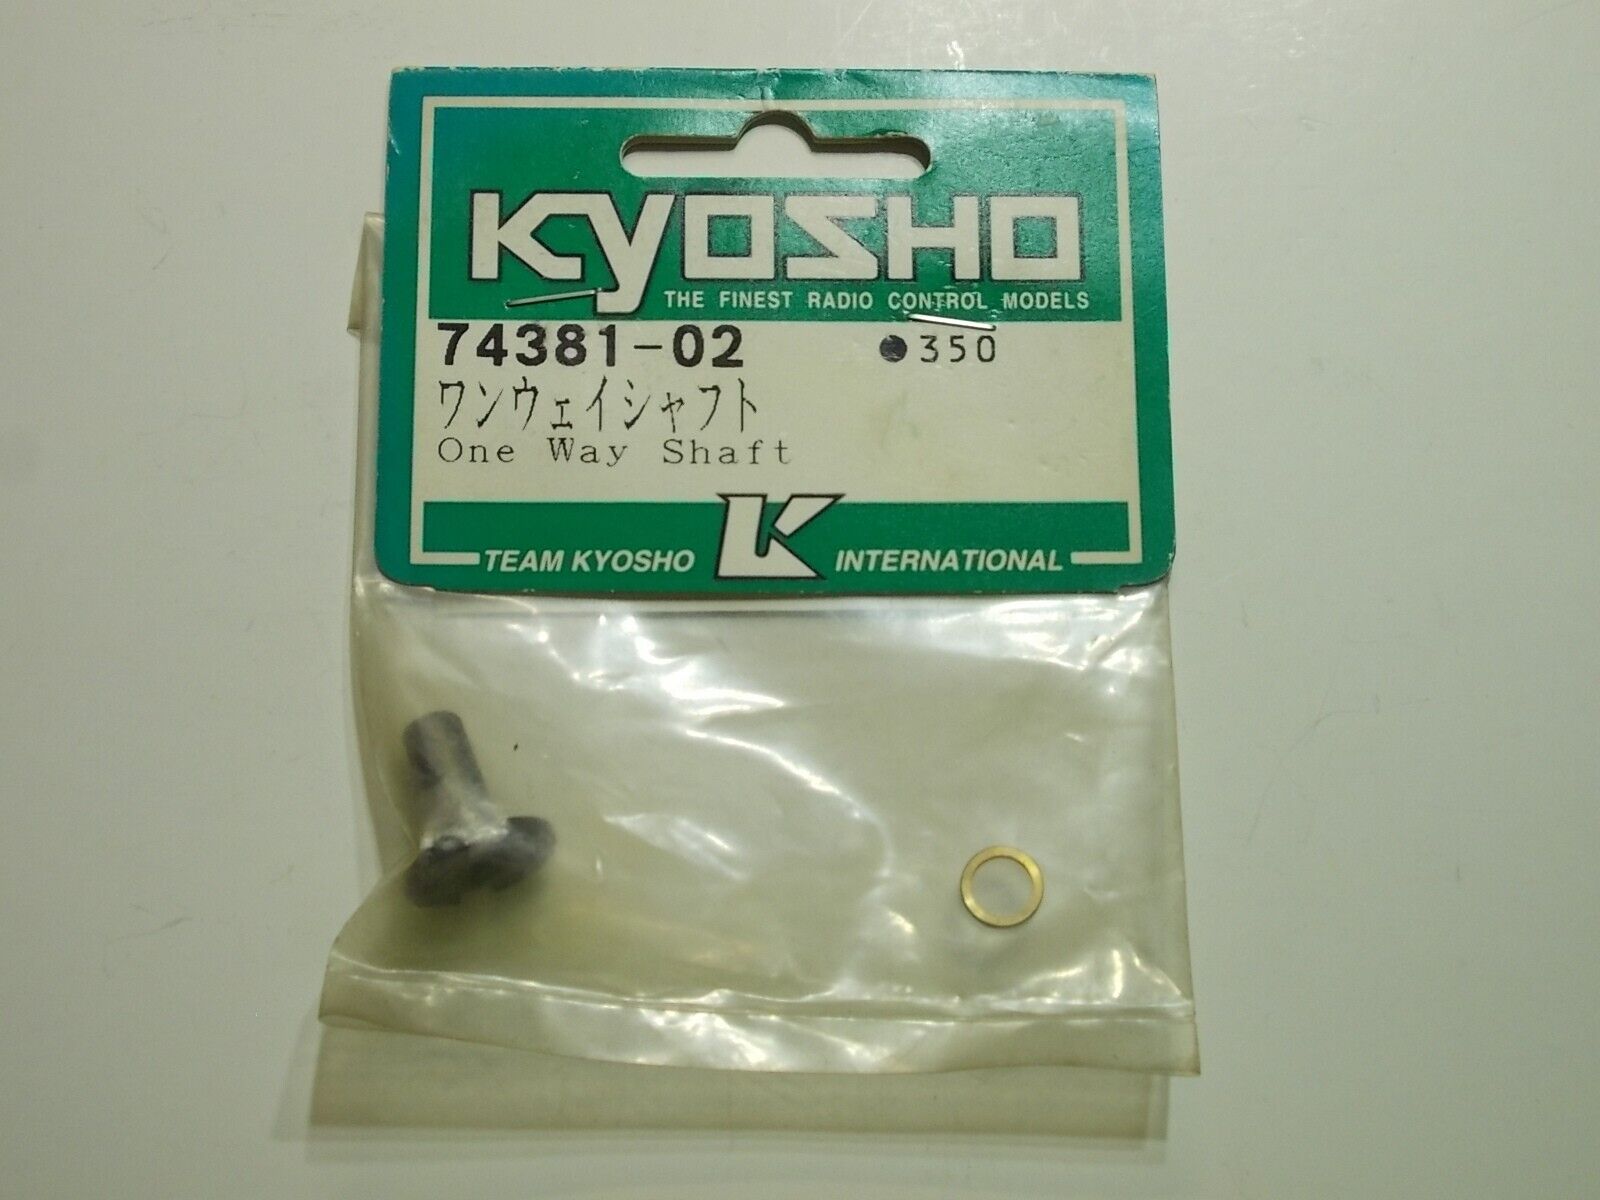 KYOSHO
THE FINEST RADIO CONTROL MODELS
74381-02 ●350
ワンウェイシャフト
One Way Shaft
TEAM KYOSHO K INTERNATIONAL